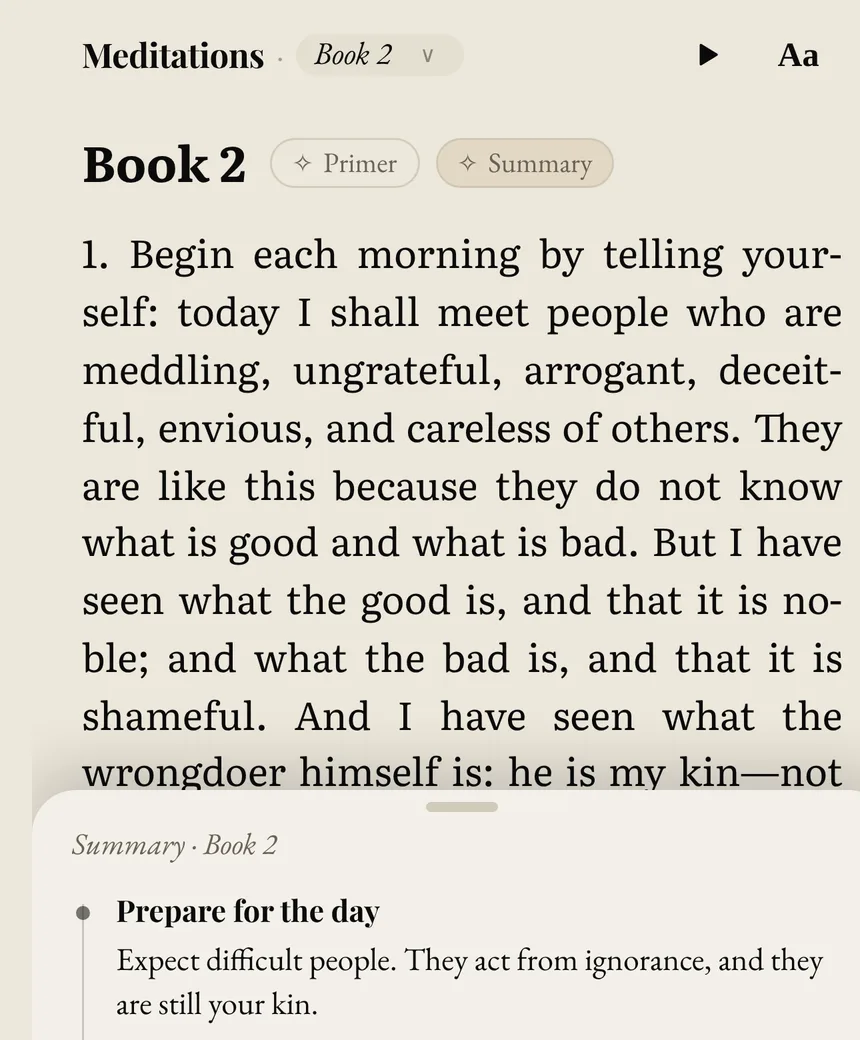 Meditations · Book 2 ∨ ▶ Aa
Book 2 ✧ Primer ✧ Summary
1. Begin each morning by telling your-
self: today I shall meet people who are
meddling, ungrateful, arrogant, deceit-
ful, envious, and careless of others. They
are like this because they do not know
what is good and what is bad. But I have
seen what the good is, and that it is no-
ble; and what the bad is, and that it is
shameful. And I have seen what the
wrongdoer himself is: he is my kin—not
Summary · Book 2
Prepare for the day
Expect difficult people. They act from ignorance, and they
are still your kin.